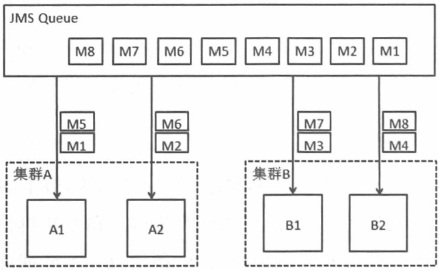 JMS Queue
M8 M7 M6 M5 M4 M3 M2 M1
M5 M6 M7 M8
M1 M2 M3 M4
集群A 集群B
A1 A2 B1 B2